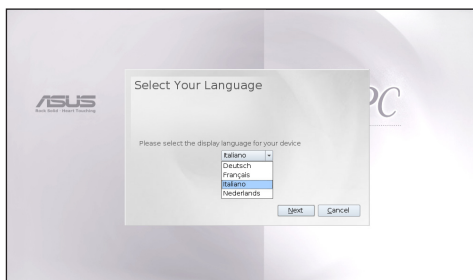 Select Your Language
/SUS
Rock Solid · Heart Touching
PC
Please select the display language for your device
Italiano
Deutsch
Français
Italiano
Nederlands
Next
Cancel